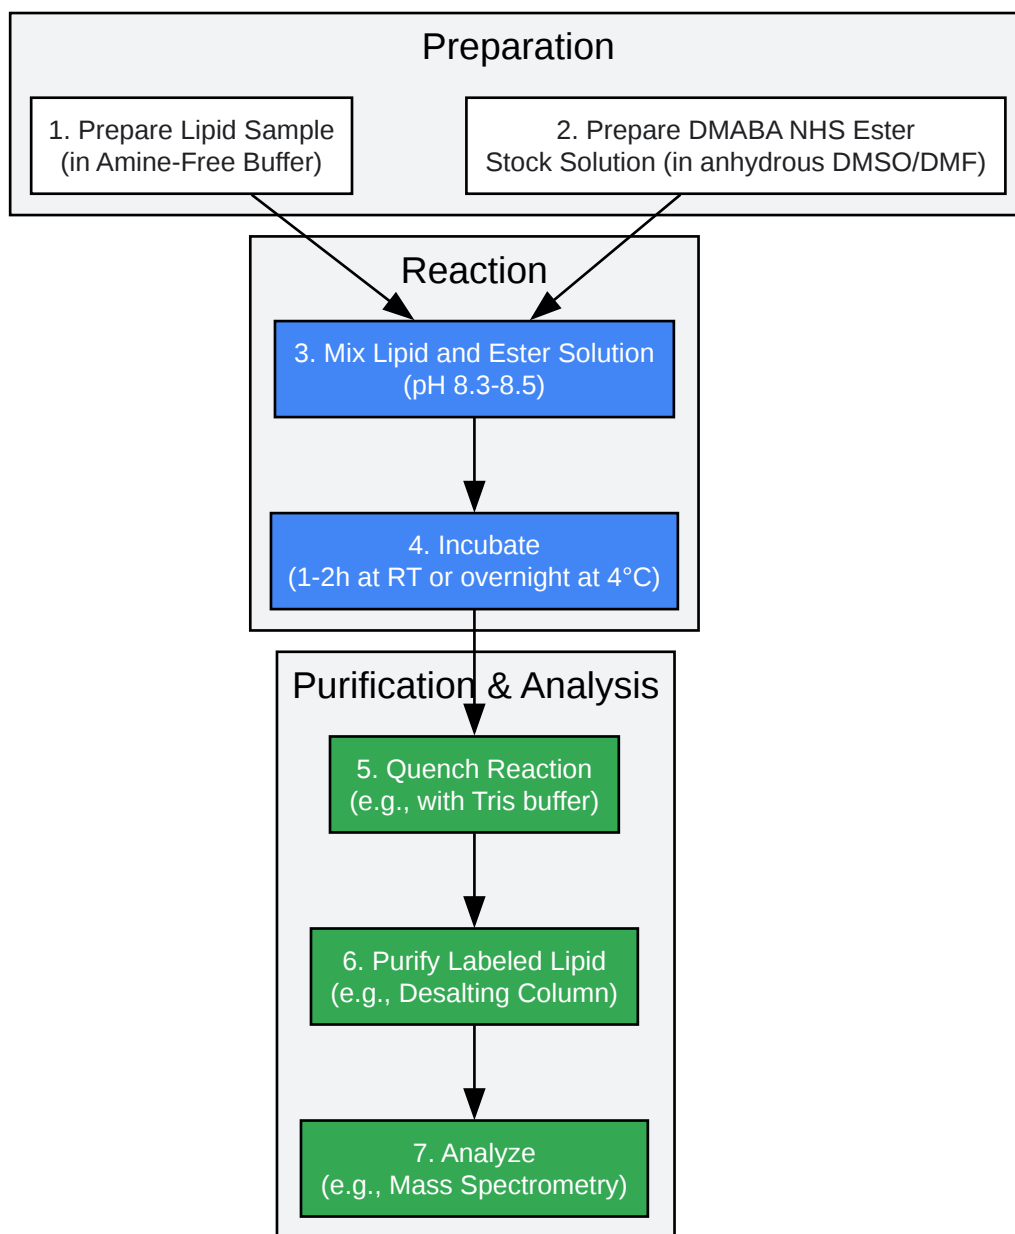 Preparation
1. Prepare Lipid Sample
(in Amine-Free Buffer)
2. Prepare DMABA NHS Ester
Stock Solution (in anhydrous DMSO/DMF)
Reaction
3. Mix Lipid and Ester Solution
(pH 8.3-8.5)
4. Incubate
(1-2h at RT or overnight at 4°C)
Purification & Analysis
5. Quench Reaction
(e.g., with Tris buffer)
6. Purify Labeled Lipid
(e.g., Desalting Column)
7. Analyze
(e.g., Mass Spectrometry)